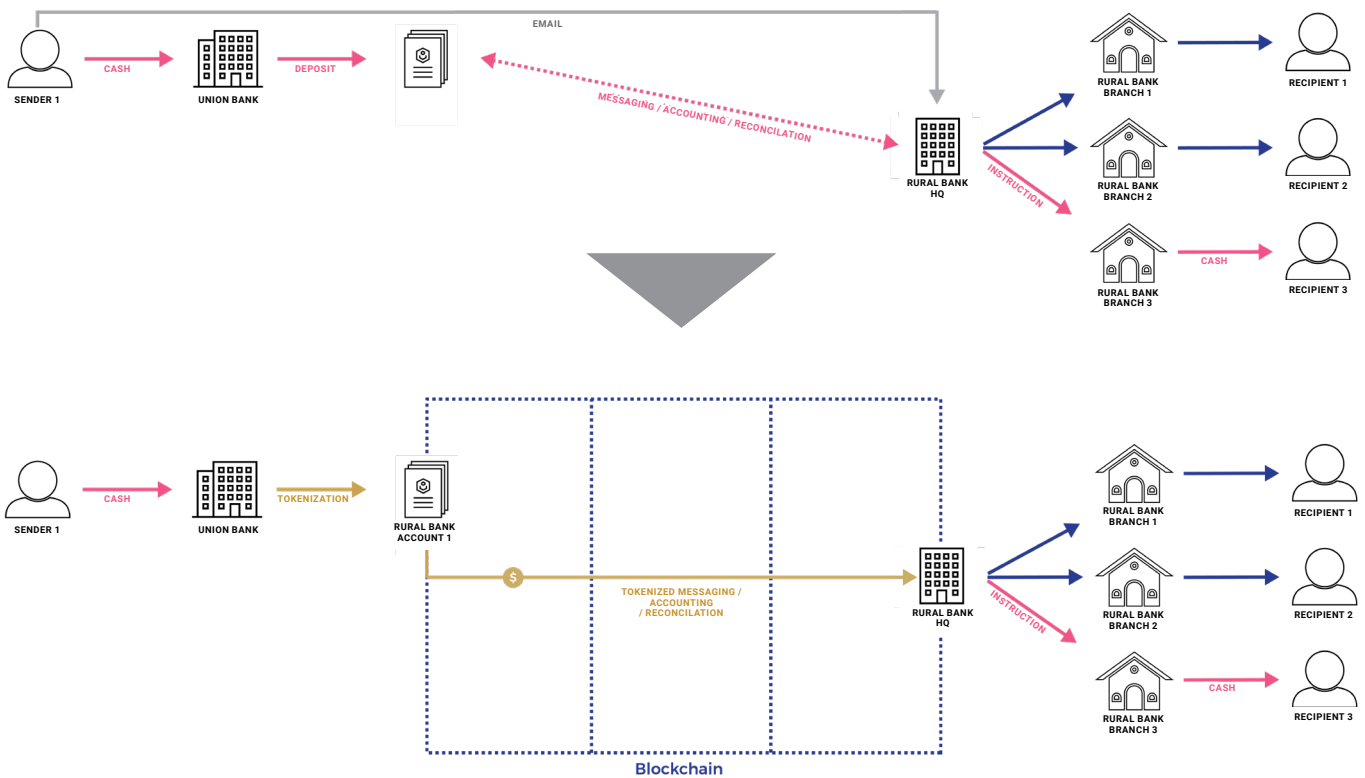 EMAIL
CASH
DEPOSIT
SENDER 1
UNION BANK
MESSAGING / ACCOUNTING / RECONCILATION
RURAL BANK
HQ
INSTRUCTION
RURAL BANK
BRANCH 1
RECIPIENT 1
RURAL BANK
BRANCH 2
RECIPIENT 2
CASH
RURAL BANK
BRANCH 3
RECIPIENT 3
CASH
TOKENIZATION
SENDER 1
UNION BANK
RURAL BANK
ACCOUNT 1
$
TOKENIZED MESSAGING /
ACCOUNTING
/ RECONCILATION
RURAL BANK
HQ
INSTRUCTION
RURAL BANK
BRANCH 1
RECIPIENT 1
RURAL BANK
BRANCH 2
RECIPIENT 2
CASH
RURAL BANK
BRANCH 3
RECIPIENT 3
Blockchain